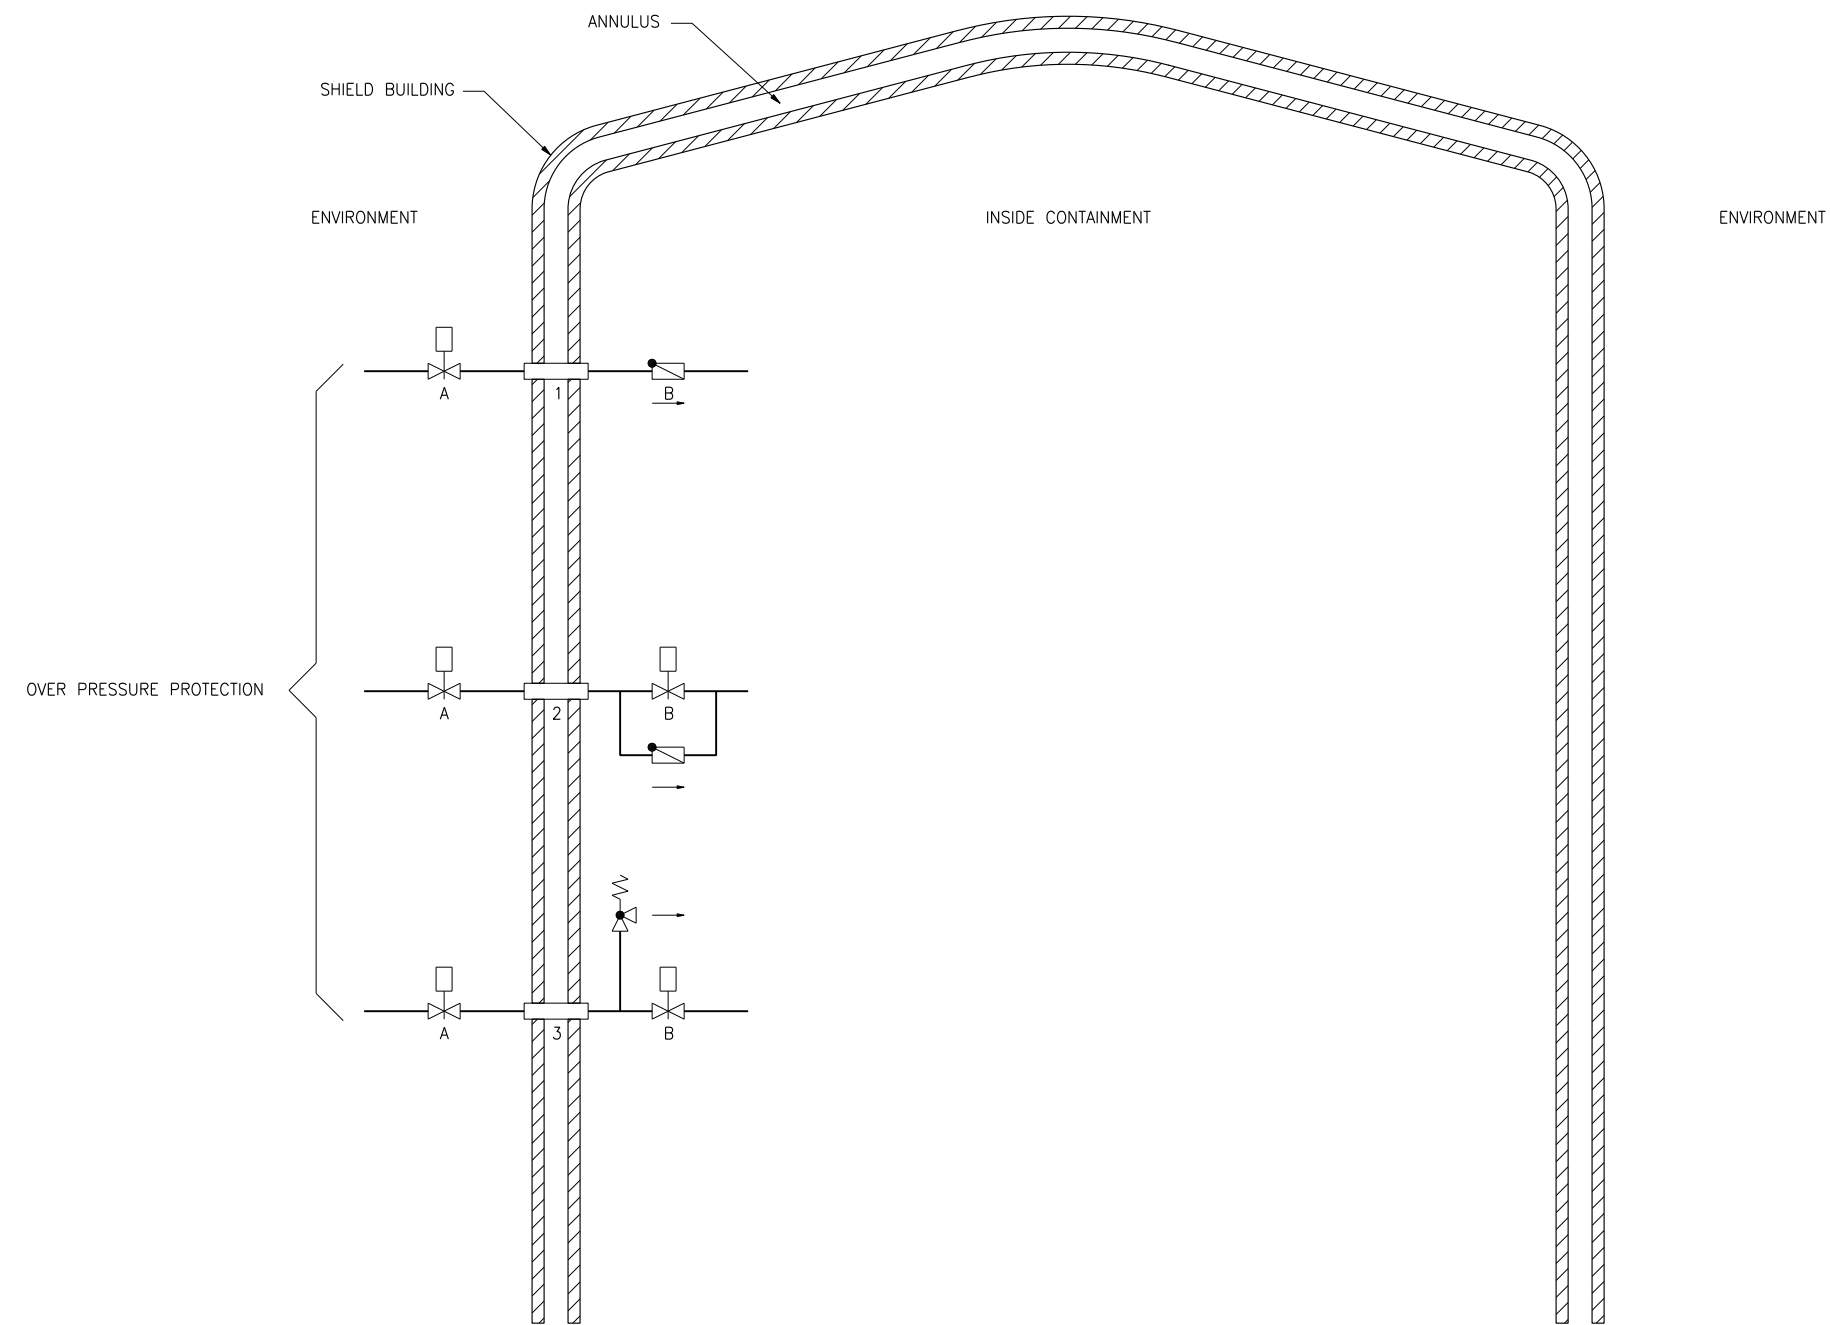 ANNULUS
SHIELD BUILDING
ENVIRONMENT
INSIDE CONTAINMENT
ENVIRONMENT
A
1
B
OVER PRESSURE PROTECTION
A
2
B
A
3
B